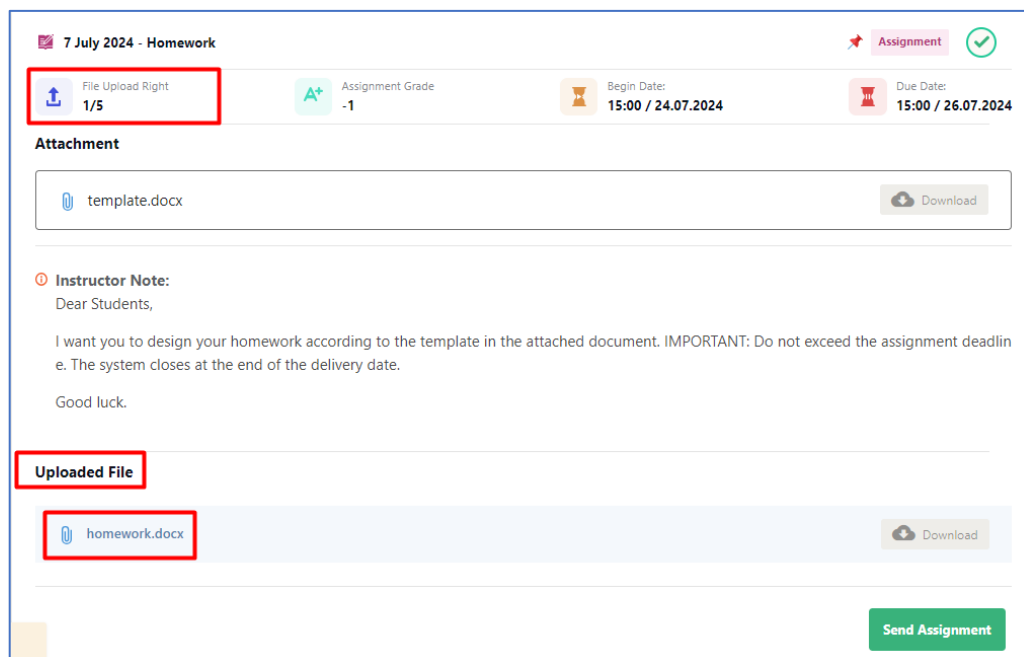 7 July 2024 - Homework
Assignment
File Upload Right
1/5
A+
Assignment Grade
-1
Begin Date:
15:00 / 24.07.2024
Due Date:
15:00 / 26.07.2024
Attachment
template.docx
Download
Instructor Note:
Dear Students,
I want you to design your homework according to the template in the attached document. IMPORTANT: Do not exceed the assignment deadlin
e. The system closes at the end of the delivery date.
Good luck.
Uploaded File
homework.docx
Download
Send Assignment